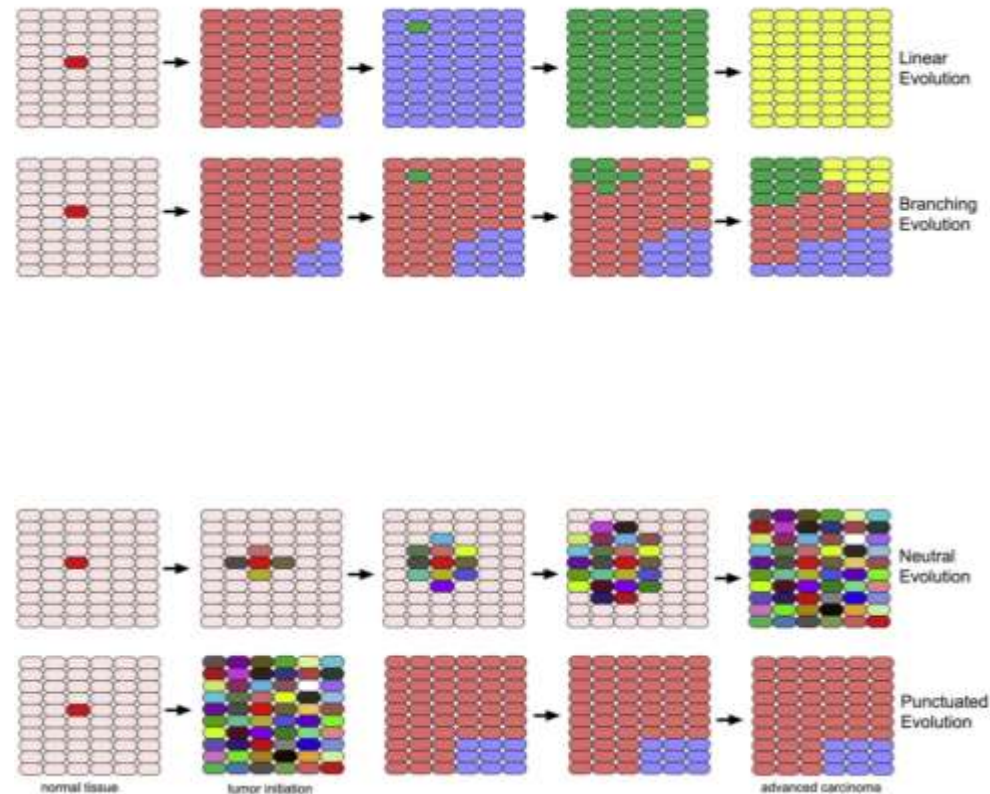 Linear
Evolution
Branching
Evolution
Neutral
Evolution
Punctuated
Evolution
normal tissue
tumor initiation
advanced carcinoma